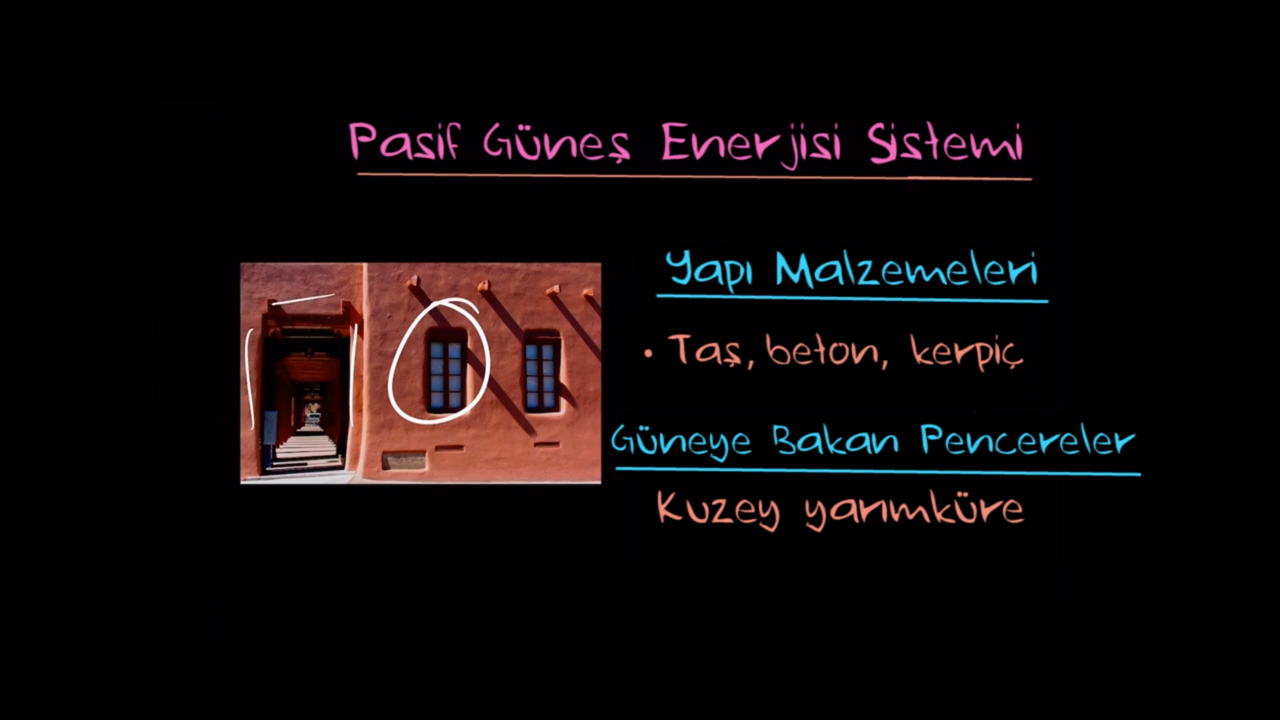 Pasif Güneş Enerjisi Sistemi
Yapı Malzemeleri
• Taş, beton, kerpiç
Güneye Bakan Pencereler
Kuzey yarımküre